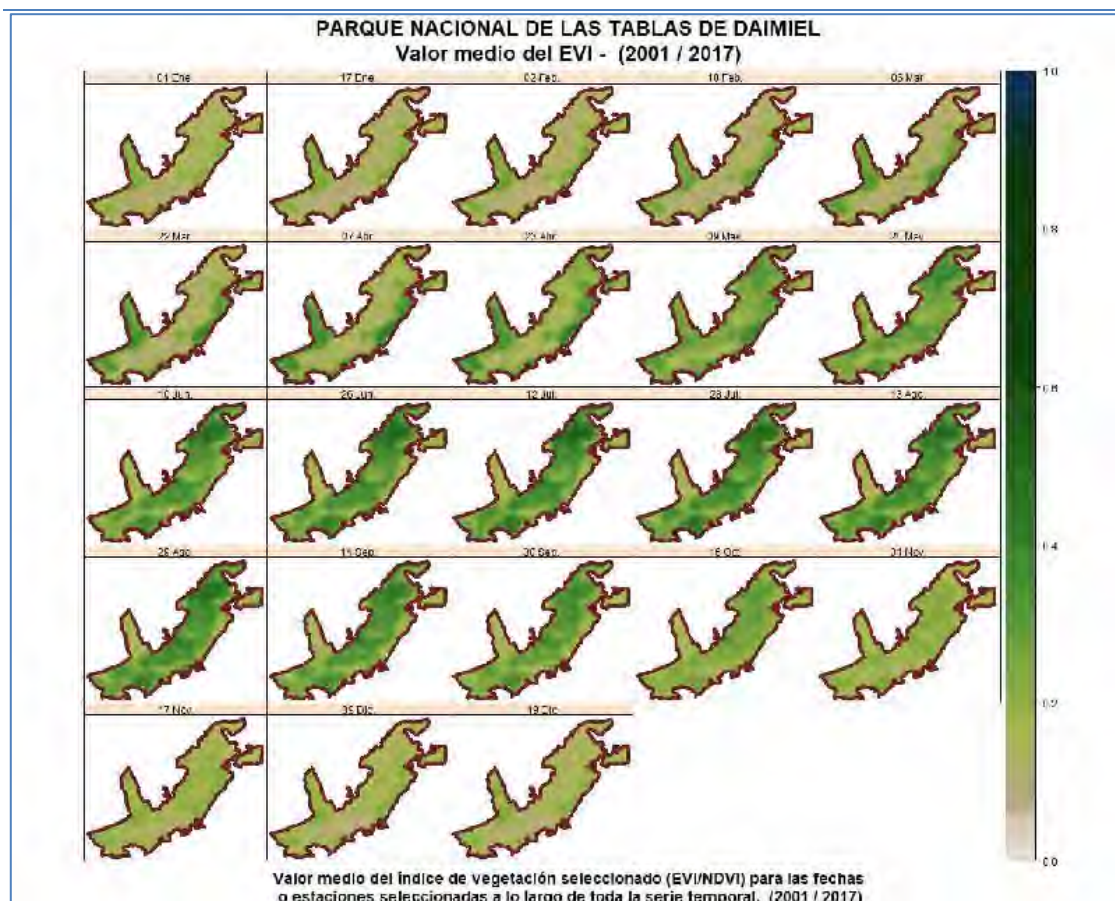 PARQUE NACIONAL DE LAS TABLAS DE DAIMIEL
Valor medio del EVI - (2001 / 2017)
01 Ene 17 Ene 02 Feb. 18 Feb. 05 Mar
1.0
22 Mar 07 Abr 23 Abr 09 May 25 May
0.8
10 Jun. 26 Jun. 12 Jul. 28 Jul. 13 Ago
0.6
29 Ago 14 Sep. 30 Sep. 16 Oct 01 Nov.
0.4
0.2
17 Nov. 03 Dic. 19 Dic
0.0
Valor medio del índice de vegetación seleccionado (EVI/NDVI) para las fechas
o estaciones seleccionadas a lo largo de toda la serie temporal. (2001 / 2017)